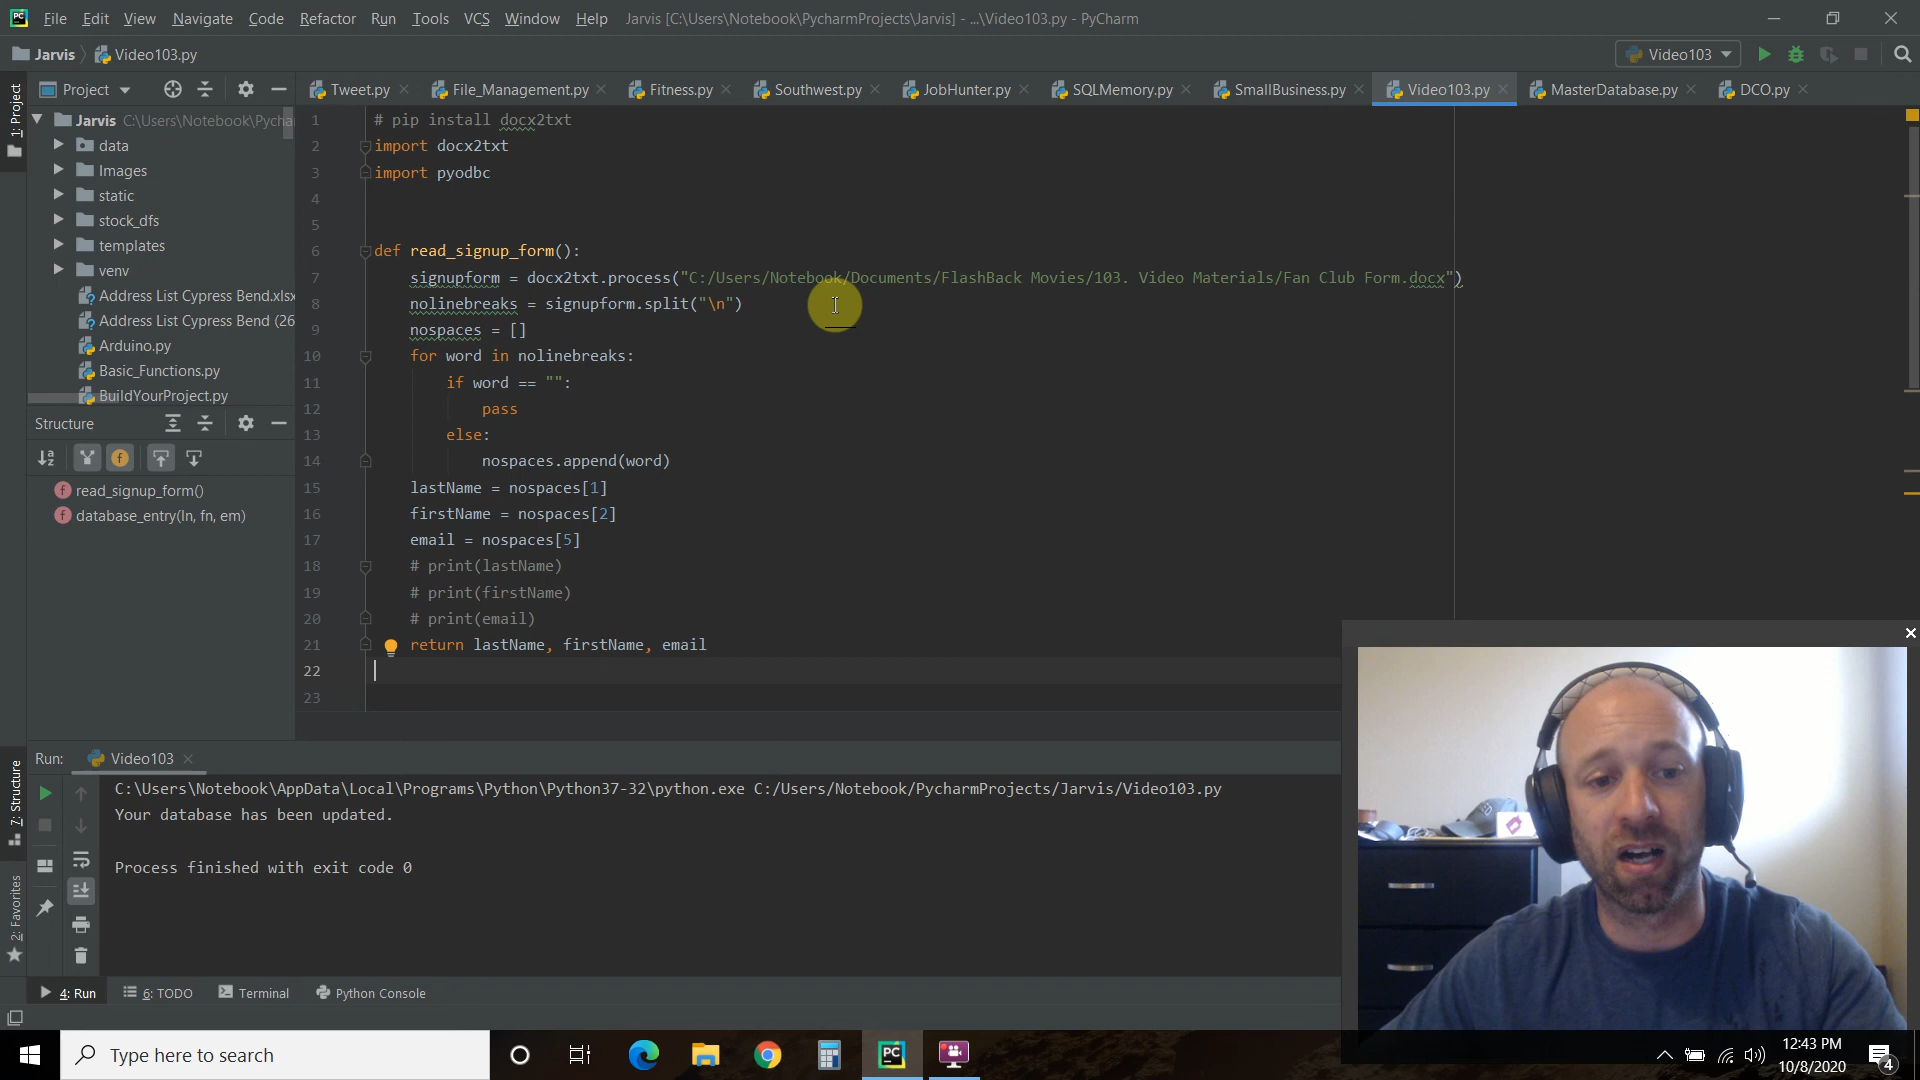 File Edit View Navigate Code Refactor Run Tools VCS Window Help Jarvis [C:\Users\Notebook\PycharmProjects\Jarvis] - ...\Video103.py - PyCharm
Jarvis Video103.py Video103
Project Tweet.py File_Management.py Fitness.py Southwest.py JobHunter.py SQLMemory.py SmallBusiness.py Video103.py MasterDatabase.py DCO.py
1: Project
Jarvis C:\Users\Notebook\Pycha
data
Images
static
stock_dfs
templates
venv
Address List Cypress Bend.xlsx
Address List Cypress Bend (26
Arduino.py
Basic_Functions.py
BuildYourProject.py
Structure
read_signup_form()
database_entry(ln, fn, em)
1 # pip install docx2txt
2 import docx2txt
3 import pyodbc
4
5
6 def read_signup_form():
7 signupform = docx2txt.process("C:/Users/Notebook/Documents/FlashBack Movies/103. Video Materials/Fan Club Form.docx")
8 nolinebreaks = signupform.split("\n")
9 nospaces = []
10 for word in nolinebreaks:
11 if word == "":
12 pass
13 else:
14 nospaces.append(word)
15 lastName = nospaces[1]
16 firstName = nospaces[2]
17 email = nospaces[5]
18 # print(lastName)
19 # print(firstName)
20 # print(email)
21 return lastName, firstName, email
22
23
7: Structure
2: Favorites
Run: Video103
C:\Users\Notebook\AppData\Local\Programs\Python\Python37-32\python.exe C:/Users/Notebook/PycharmProjects/Jarvis/Video103.py
Your database has been updated.
Process finished with exit code 0
4: Run 6: TODO Terminal Python Console
Type here to search
12:43 PM
10/8/2020
4